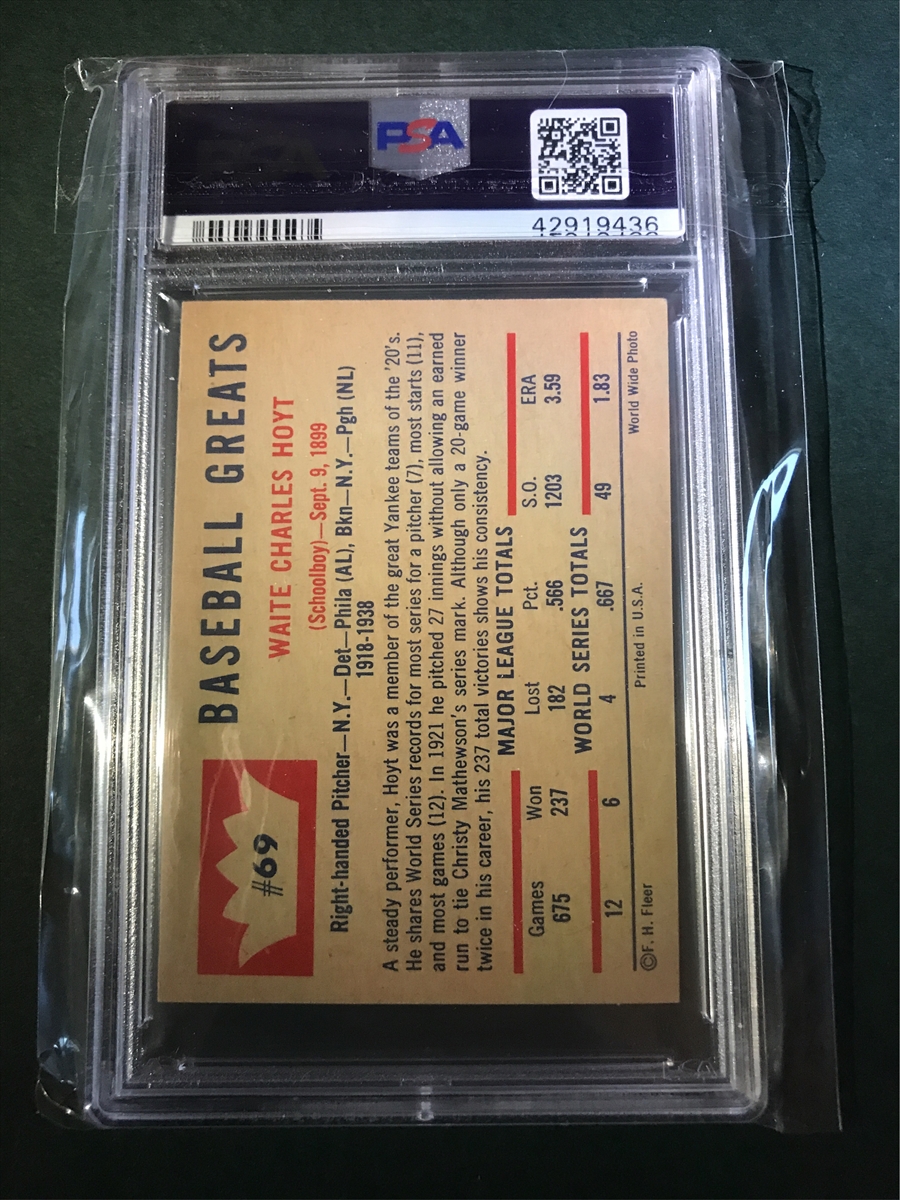 PSA
42919436
#69
BASEBALL GREATS
WAITE CHARLES HOYT
(Schoolboy)—Sept. 9, 1899
Right-handed Pitcher—N.Y.—Det—Phila (AL), Bkn—N.Y.—Pgh (NL)
1918-1938
A steady performer, Hoyt was a member of the great Yankee teams of the '20's.
He shares World Series records for most series for a pitcher (7), most starts (11),
and most games (12). In 1921 he pitched 27 innings without allowing an earned
run to tie Christy Mathewson's series mark. Although only a 20-game winner
twice in his career, his 237 total victories shows his consistency.
MAJOR LEAGUE TOTALS
Games Won Lost Pct. S.O. ERA
675 237 182 .566 1203 3.59
WORLD SERIES TOTALS
12 6 4 .667 49 1.83
©F. H. Fleer Printed in U.S.A. World Wide Photo